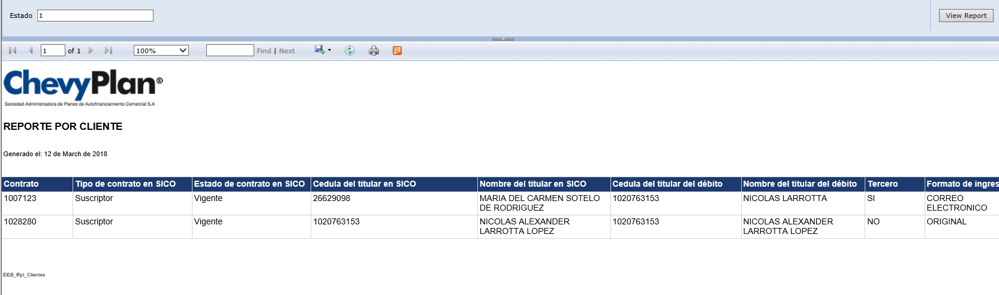 Estado 1 View Report
1 of 1 100% Find | Next
ChevyPlan®
Sociedad Administradora de Planes de Autofinanciamiento Comercial S.A
REPORTE POR CLIENTE
Generado el: 12 de March de 2018
Contrato Tipo de contrato en SICO Estado de contrato en SICO Cedula del titular en SICO Nombre del titular en SICO Cedula del titular del débito Nombre del titular del débito Tercero Formato de ingres
1007123 Suscriptor Vigente 26629098 MARIA DEL CARMEN SOTELO 1020763153 NICOLAS LARROTTA SI CORREO
DE RODRIGUEZ ELECTRONICO
1028280 Suscriptor Vigente 1020763153 NICOLAS ALEXANDER 1020763153 NICOLAS ALEXANDER NO ORIGINAL
LARROTTA LOPEZ LARROTTA LOPEZ
DEB_Rpt_Clientes